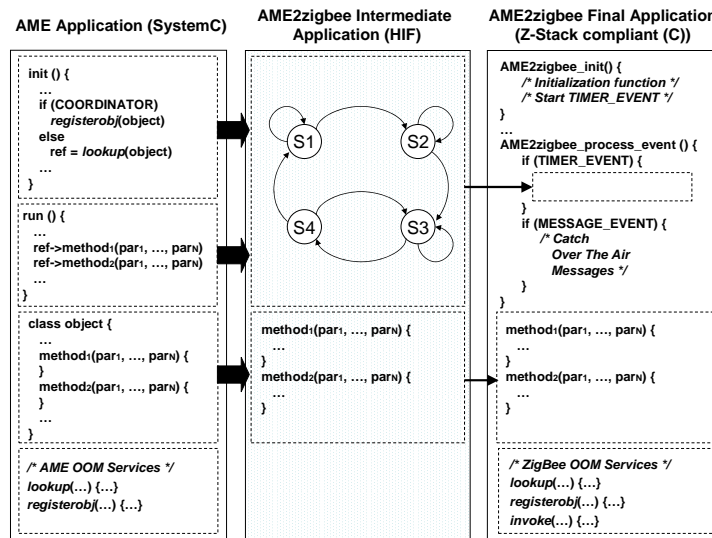 AME Application (SystemC)
init () {
…
if (COORDINATOR)
registerobj(object)
else
ref = lookup(object)
…
}
run () {
…
ref->method1(par1, …, parN)
ref->method2(par1, …, parN)
…
}
class object {
…
method1(par1, …, parN) {
}
method2(par1, …, parN) {
}
…
}
/* AME OOM Services */
lookup(…) {…}
registerobj(…) {…}
AME2zigbee Intermediate
Application (HIF)
S1
S2
S4
S3
method1(par1, …, parN) {
…
}
method2(par1, …, parN) {
…
}
AME2zigbee Final Application
(Z-Stack compliant (C))
AME2zigbee_init() {
/* Initialization function */
/* Start TIMER_EVENT */
}
…
AME2zigbee_process_event () {
if (TIMER_EVENT) {
}
if (MESSAGE_EVENT) {
/* Catch
Over The Air
Messages */
}
}
method1(par1, …, parN) {
…
}
method2(par1, …, parN) {
…
}
/* ZigBee OOM Services */
lookup(…) {…}
registerobj(…) {…}
invoke(…) {…}